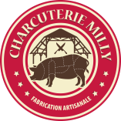 CHARCUTERIE MILLY
FABRICATION ARTISANALE